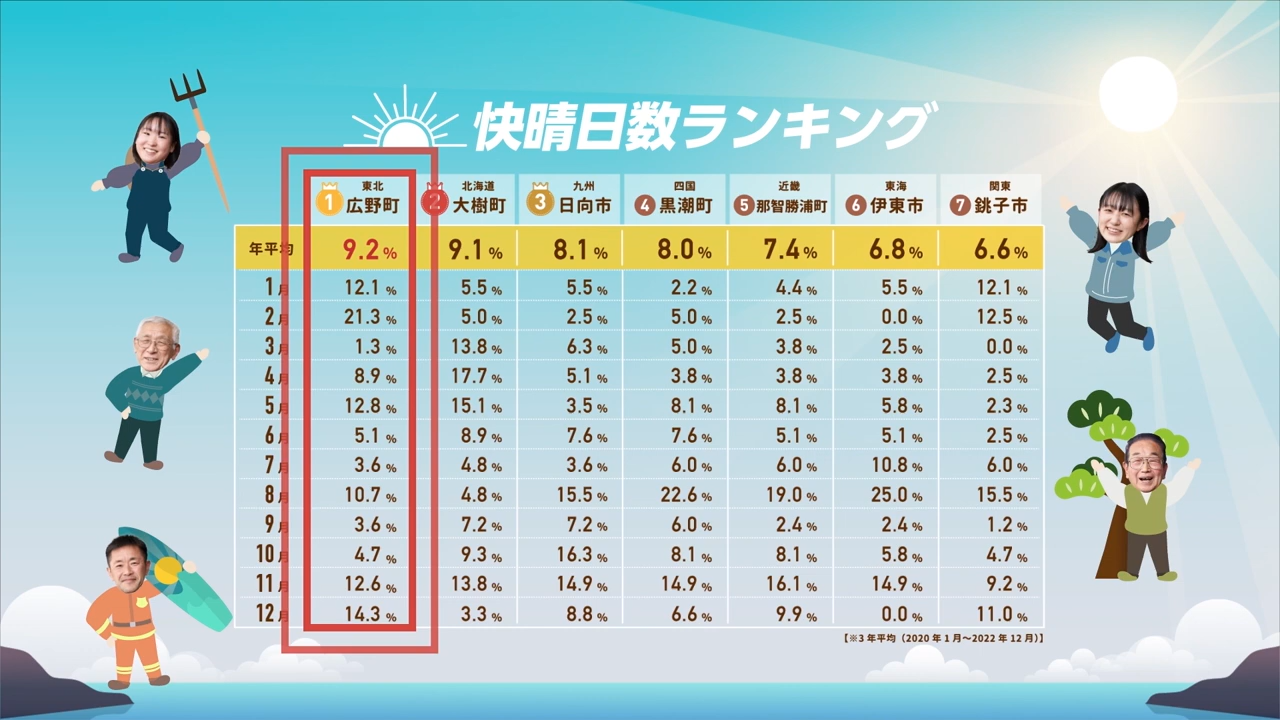 快晴日数ランキング
東北 北海道 九州 四国 近畿 東海 関東
1 広野町 2 大樹町 3 日向市 4 黒潮町 5 那智勝浦町 6 伊東市 7 銚子市
年平均 9.2% 9.1% 8.1% 8.0% 7.4% 6.8% 6.6%
1月 12.1% 5.5% 5.5% 2.2% 4.4% 5.5% 12.1%
2月 21.3% 5.0% 2.5% 5.0% 2.5% 0.0% 12.5%
3月 1.3% 13.8% 6.3% 5.0% 3.8% 2.5% 0.0%
4月 8.9% 17.7% 5.1% 3.8% 3.8% 3.8% 2.5%
5月 12.8% 15.1% 3.5% 8.1% 8.1% 5.8% 2.3%
6月 5.1% 8.9% 7.6% 7.6% 5.1% 5.1% 2.5%
7月 3.6% 4.8% 3.6% 6.0% 6.0% 10.8% 6.0%
8月 10.7% 4.8% 15.5% 22.6% 19.0% 25.0% 15.5%
9月 3.6% 7.2% 7.2% 6.0% 2.4% 2.4% 1.2%
10月 4.7% 9.3% 16.3% 8.1% 8.1% 5.8% 4.7%
11月 12.6% 13.8% 14.9% 14.9% 16.1% 14.9% 9.2%
12月 14.3% 3.3% 8.8% 6.6% 9.9% 0.0% 11.0%
【※3年平均（2020年1月〜2022年12月）】